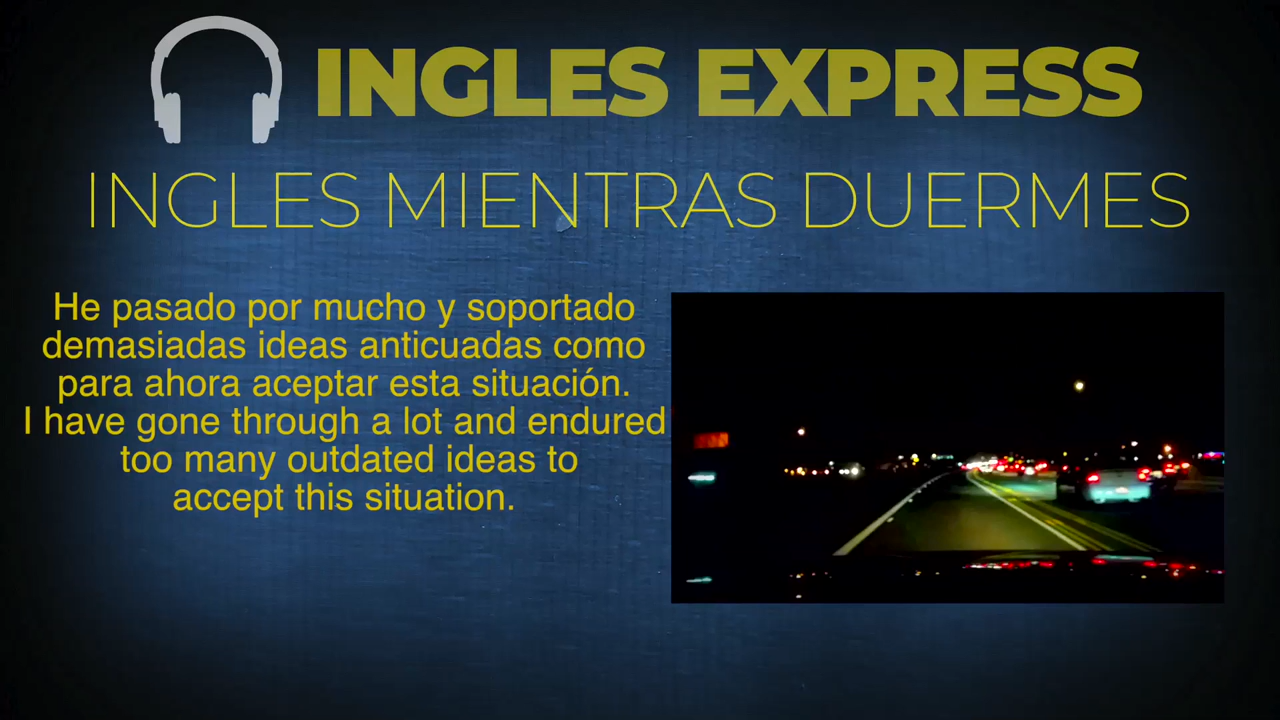 INGLES EXPRESS
INGLES MIENTRAS DUERMES
He pasado por mucho y soportado
demasiadas ideas anticuadas como
para ahora aceptar esta situación.
I have gone through a lot and endured
too many outdated ideas to
accept this situation.